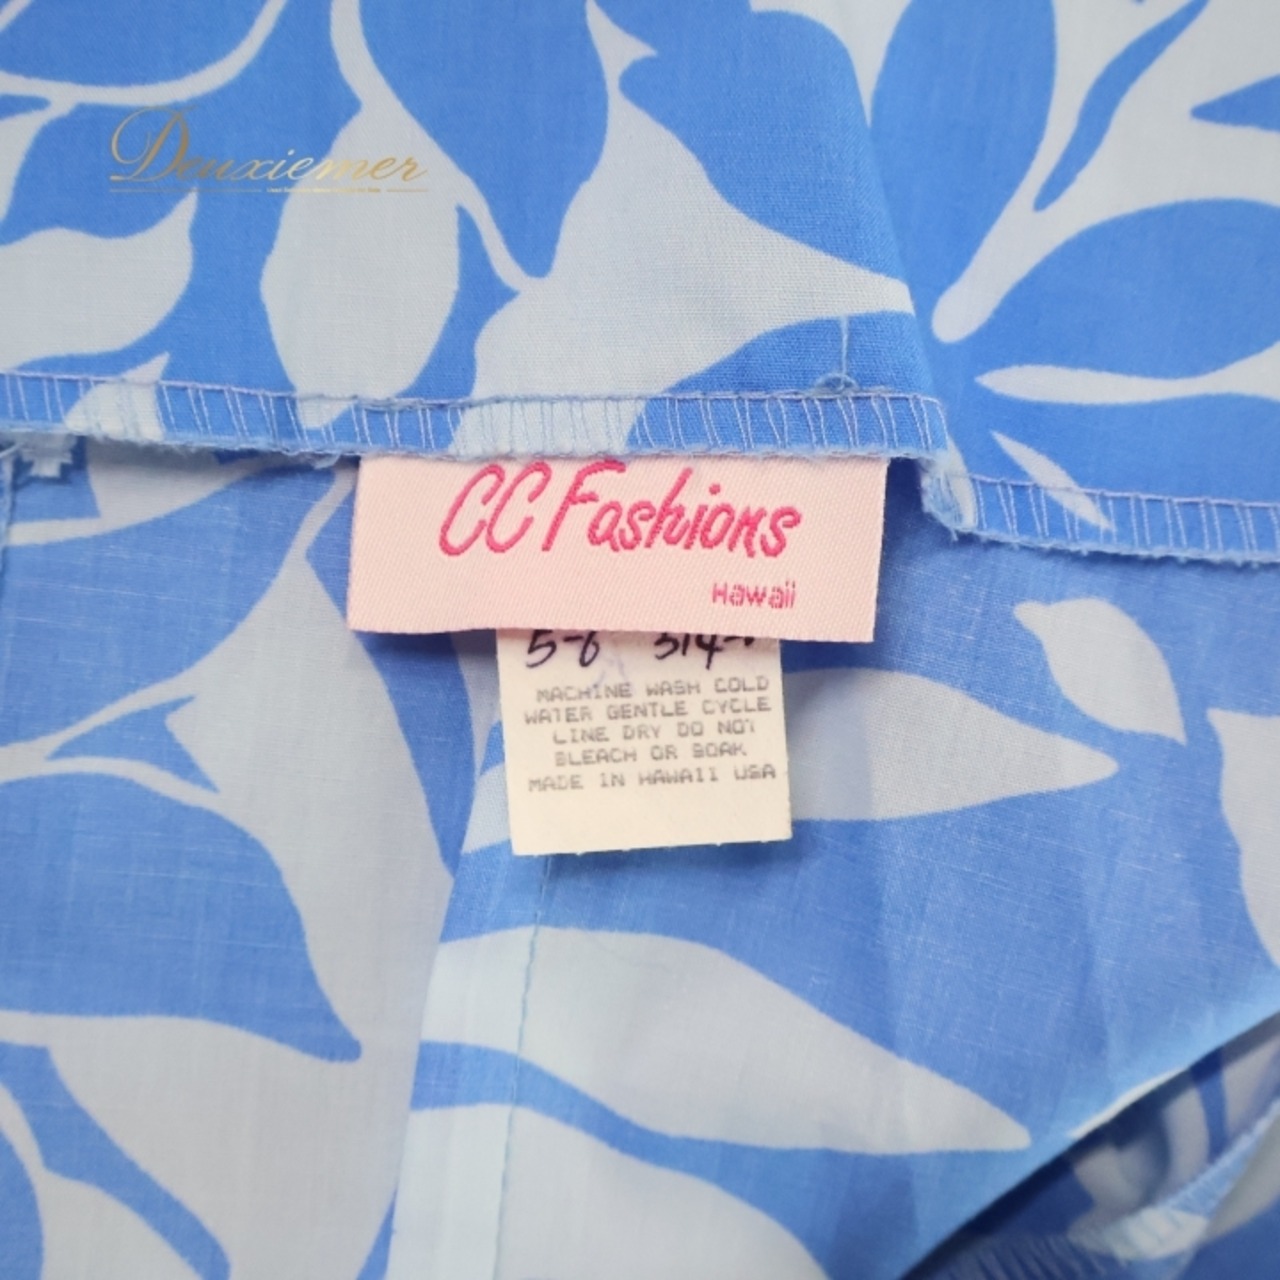 Deuxiemer
CC Fashions
Hawaii
5-6
MACHINE WASH COLD
WATER GENTLE CYCLE
LINE DRY DO NOT
BLEACH OR SOAK
MADE IN HAWAII USA